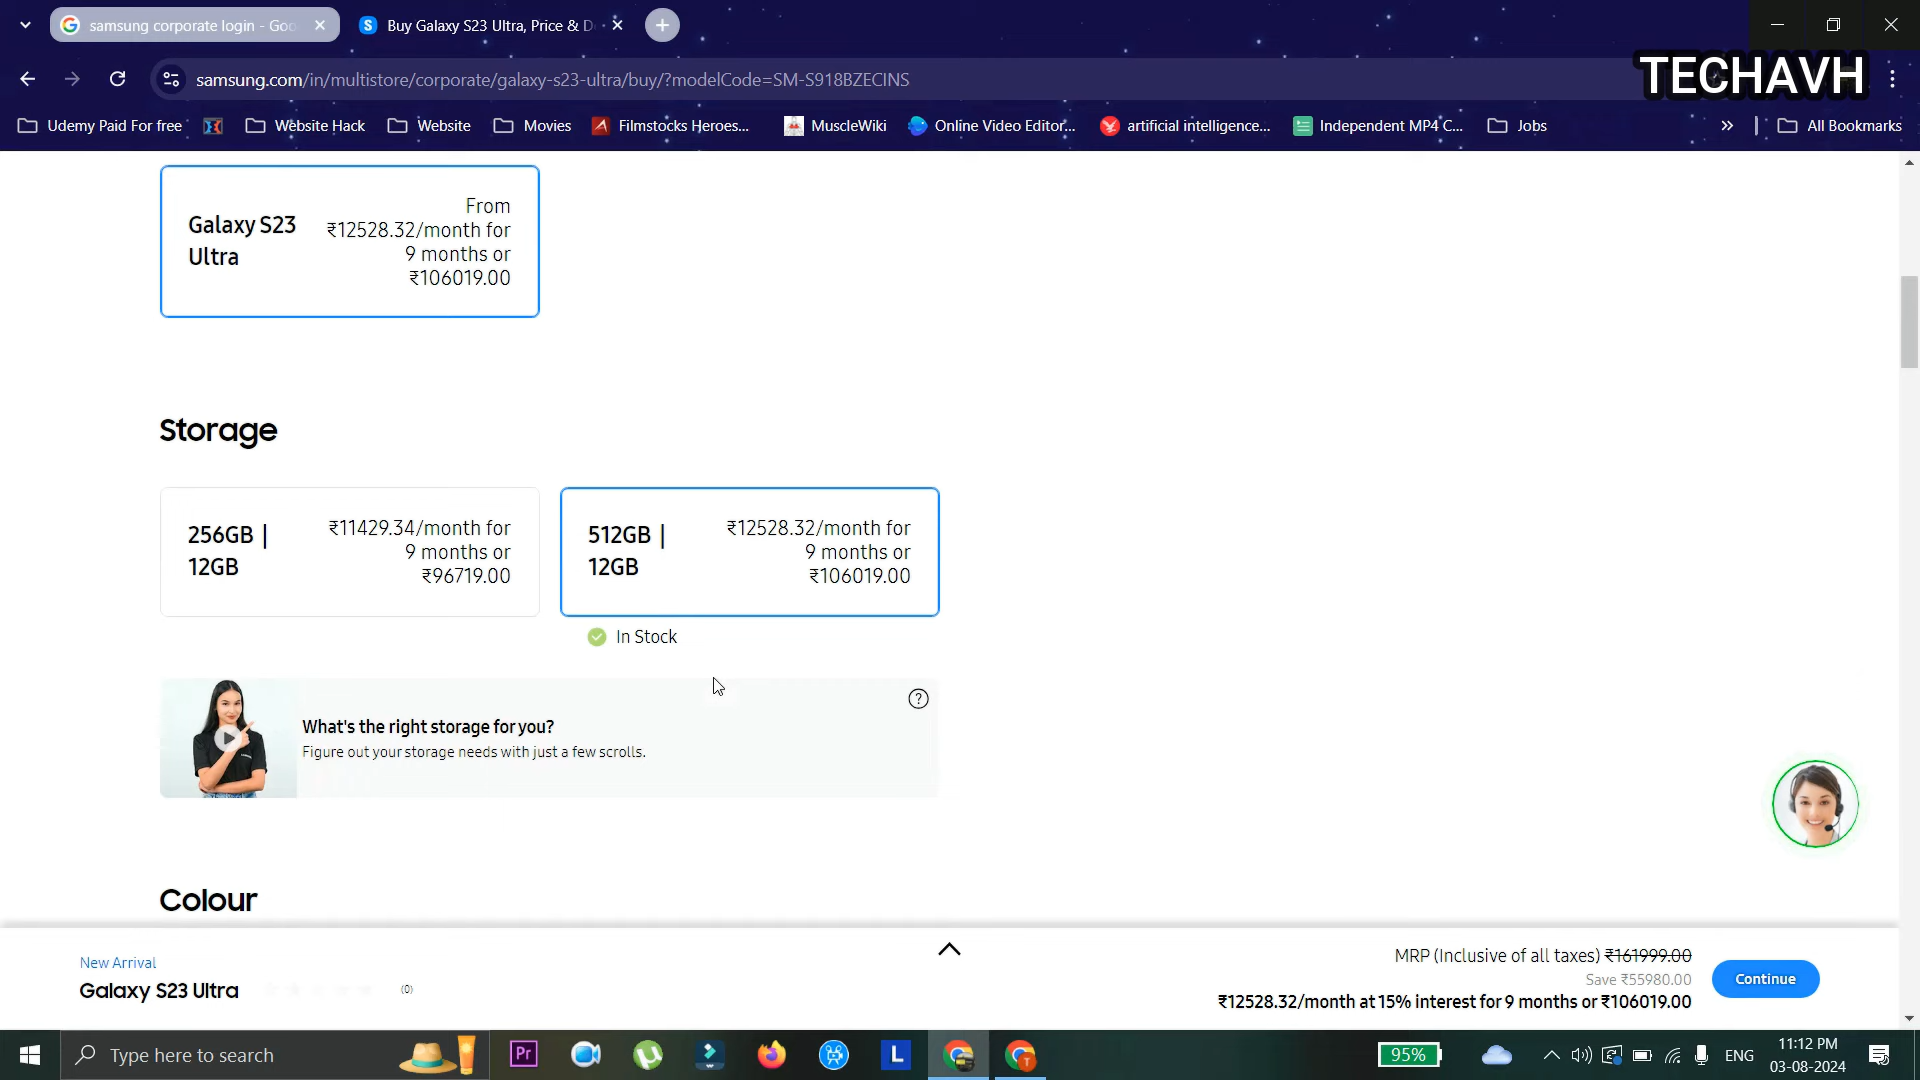 samsung corporate login - Goo
Buy Galaxy S23 Ultra, Price & D
samsung.com/in/multistore/corporate/galaxy-s23-ultra/buy/?modelCode=SM-S918BZECINS
TECHAVH
Udemy Paid For free
Website Hack
Website
Movies
Filmstocks Heroes...
MuscleWiki
Online Video Editor...
artificial intelligence...
Independent MP4 C...
Jobs
All Bookmarks
Galaxy S23
Ultra
From
₹12528.32/month for
9 months or
₹106019.00
Storage
256GB |
12GB
₹11429.34/month for
9 months or
₹96719.00
512GB |
12GB
₹12528.32/month for
9 months or
₹106019.00
In Stock
What's the right storage for you?
Figure out your storage needs with just a few scrolls.
Colour
New Arrival
Galaxy S23 Ultra
(0)
MRP (Inclusive of all taxes) ₹161999.00
Save ₹55980.00
₹12528.32/month at 15% interest for 9 months or ₹106019.00
Continue
Type here to search
Pr
L
T
95%
ENG
11:12 PM
03-08-2024